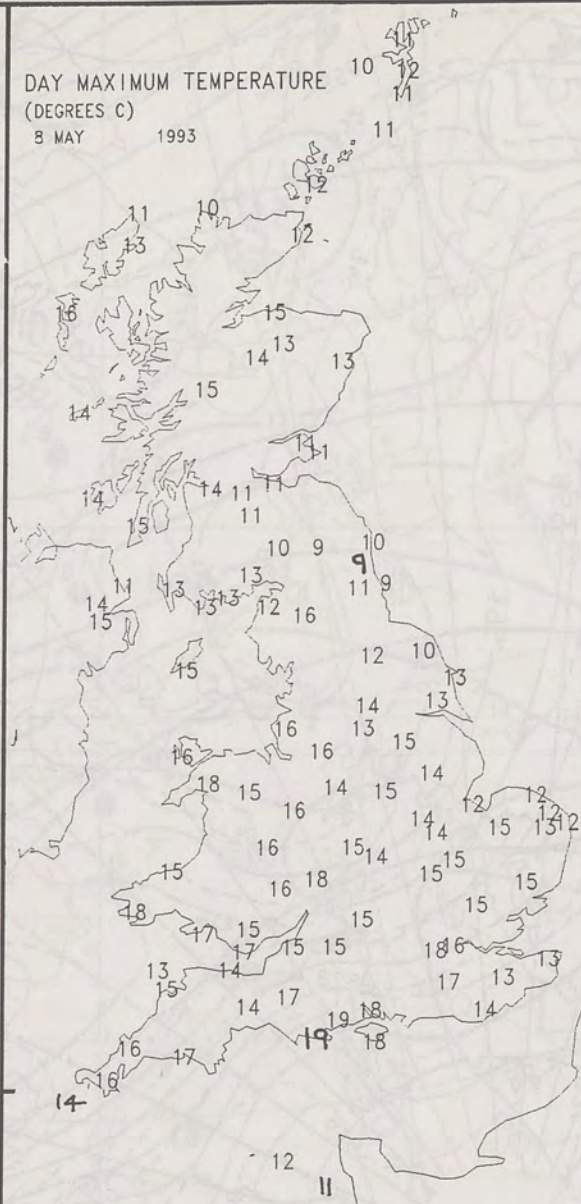 11
DAY MAXIMUM TEMPERATURE 10 12
(DEGREES C) 11
8 MAY 1993 11
12
11 10
13 12
16 15
14 13 13
15
14
14 11
14 14 11 11
15 11
10 9 10
9
11 13 13 11 9
14 13 13 12 16
15
12 10
15 13
14 13
16 13 15
16 16
18 15 14 15 14
16 12 12
14 12
14 15 13 12
16 15 14 15
15 15
18 16 18 15
17 15 15 15
17 15 15 18 16
13 14 13
15 17 13
14 17 18 14
19
19 18
16 17
16
14
12
11